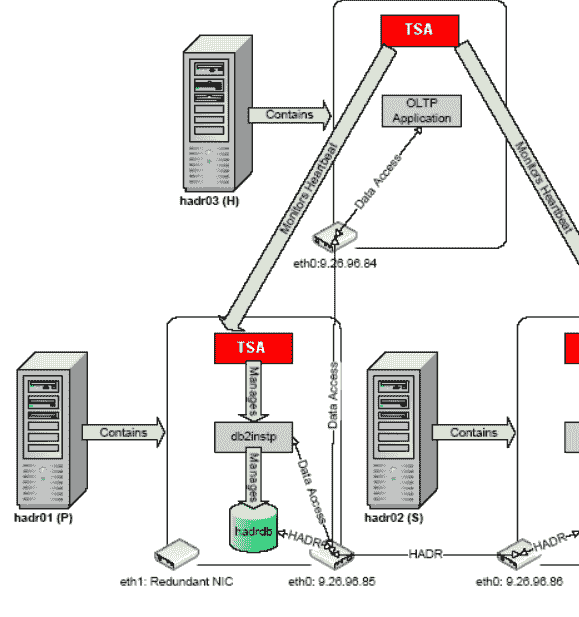 TSA
OLTP
Application
Contains
Monitors Heartbeat
Monitors Heartbeat
Data Access
hadr03 (H)
eth0:9.26.96.84
TSA
Manages
Data Access
Contains
db2instp
Contains
Manages
Data Access
hadr01 (P)
hadrdb
HADR
hadr02 (S)
HADR
HADR
eth1: Redundant NIC
eth0: 9.26.96.85
eth0: 9.26.96.86